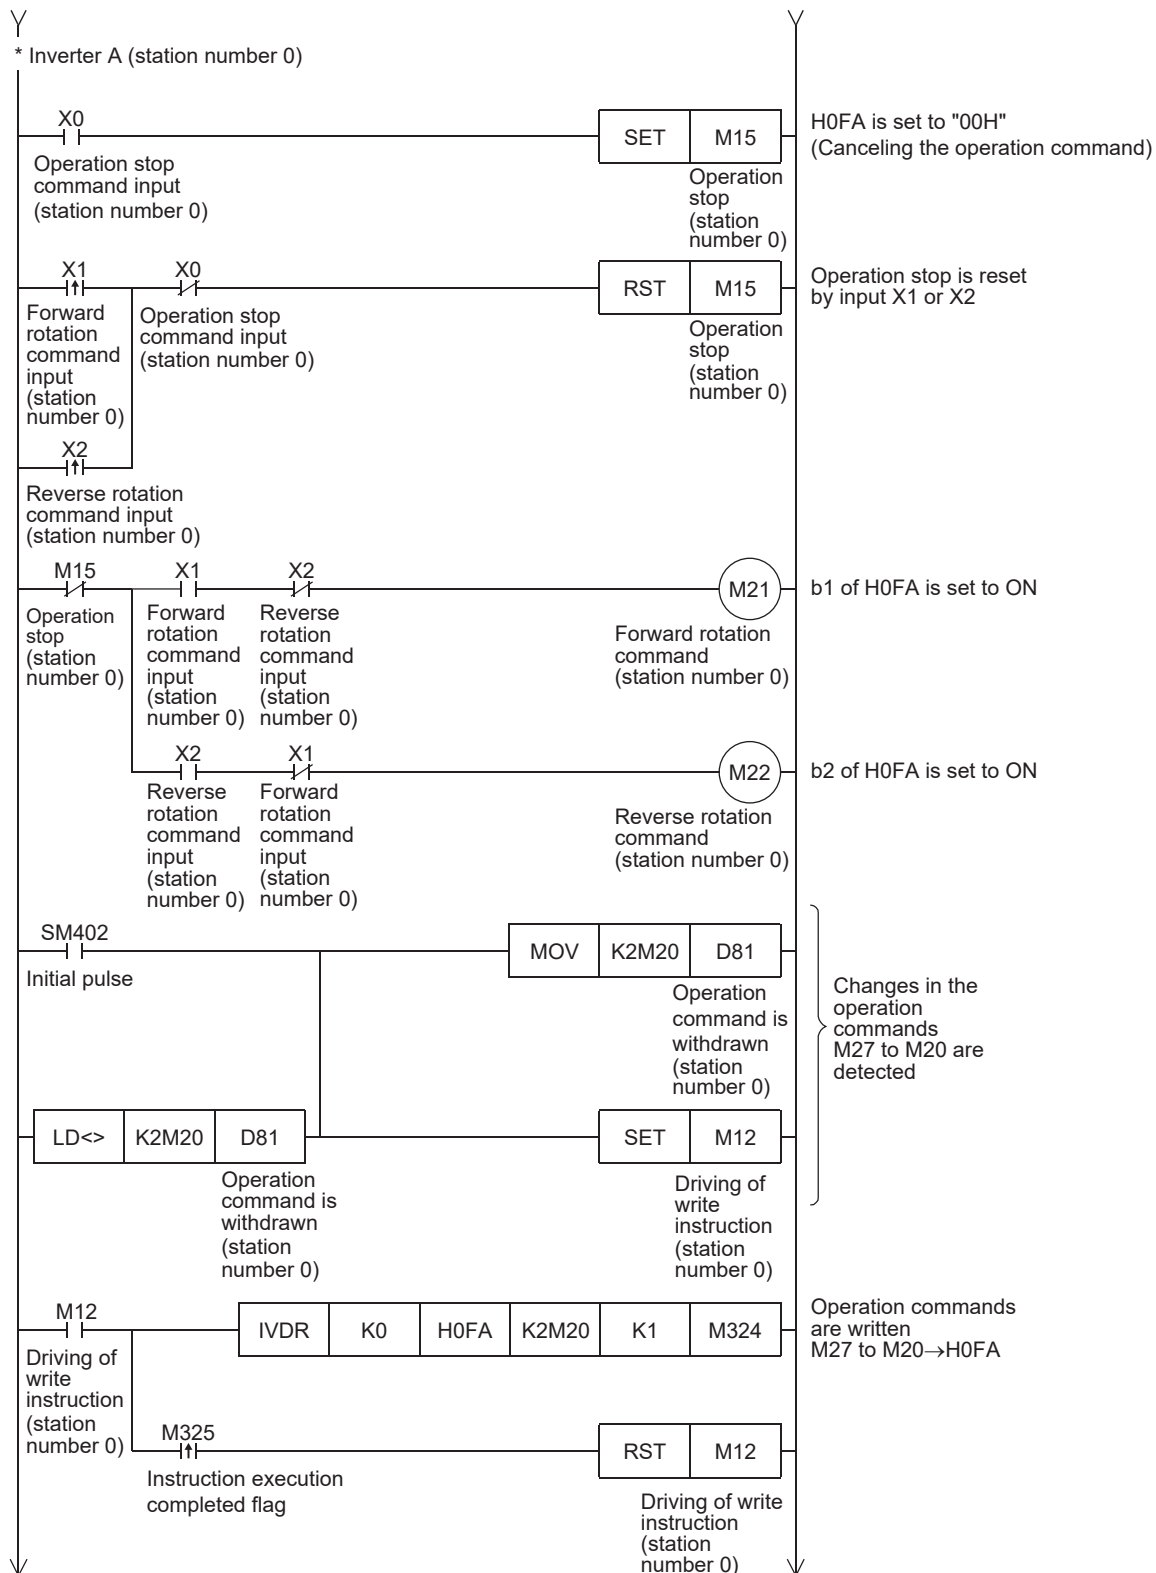 * Inverter A (station number 0)
X0
SET M15
H0FA is set to "00H"
(Canceling the operation command)
Operation stop
command input
(station number 0)
Operation
stop
(station
number 0)
X1
X0
RST M15
Operation stop is reset
by input X1 or X2
Forward
rotation
command
input
(station
number 0)
Operation stop
command input
(station number 0)
Operation
stop
(station
number 0)
X2
Reverse rotation
command input
(station number 0)
M15
X1
X2
M21
b1 of H0FA is set to ON
Operation
stop
(station
number 0)
Forward
rotation
command
input
(station
number 0)
Reverse
rotation
command
input
(station
number 0)
Forward rotation
command
(station number 0)
X2
X1
M22
b2 of H0FA is set to ON
Reverse
rotation
command
input
(station
number 0)
Forward
rotation
command
input
(station
number 0)
Reverse rotation
command
(station number 0)
SM402
MOV K2M20 D81
Initial pulse
Operation
command is
withdrawn
(station
number 0)
Changes in the
operation
commands
M27 to M20 are
detected
LD<> K2M20 D81
SET M12
Operation
command is
withdrawn
(station
number 0)
Driving of
write
instruction
(station
number 0)
M12
IVDR K0 H0FA K2M20 K1 M324
Operation commands
are written
M27 to M20→H0FA
Driving of
write
instruction
(station
number 0)
M325
RST M12
Instruction execution
completed flag
Driving of write
instruction
(station
number 0)